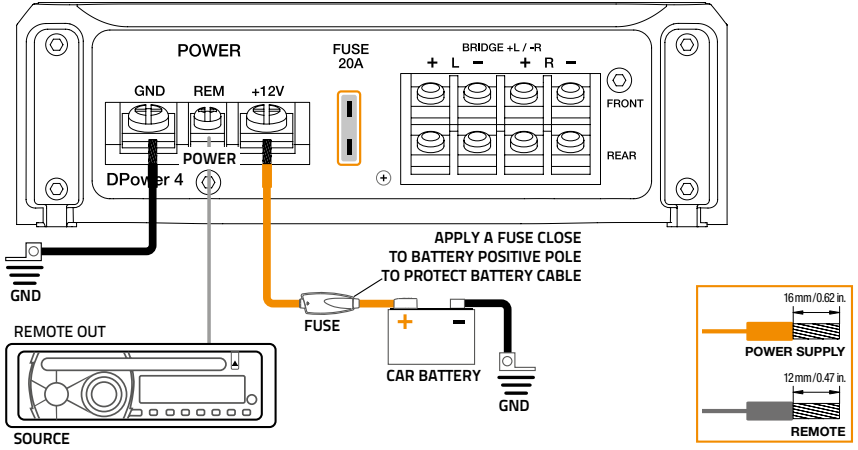 POWER
FUSE
20A
BRIDGE +L / -R
+ L - + R -
GND REM +12V
FRONT
REAR
POWER
DPower 4
APPLY A FUSE CLOSE
TO BATTERY POSITIVE POLE
TO PROTECT BATTERY CABLE
GND
FUSE
+ -
CAR BATTERY
GND
REMOTE OUT
SOURCE
16 mm/0.62 in.
POWER SUPPLY
12 mm/0.47 in.
REMOTE